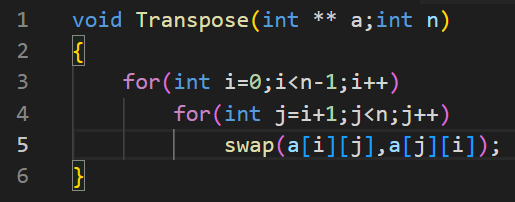 1 void Transpose(int ** a;int n)
2 {
3     for(int i=0;i<n-1;i++)
4         for(int j=i+1;j<n;j++)
5             swap(a[i][j],a[j][i]);
6 }